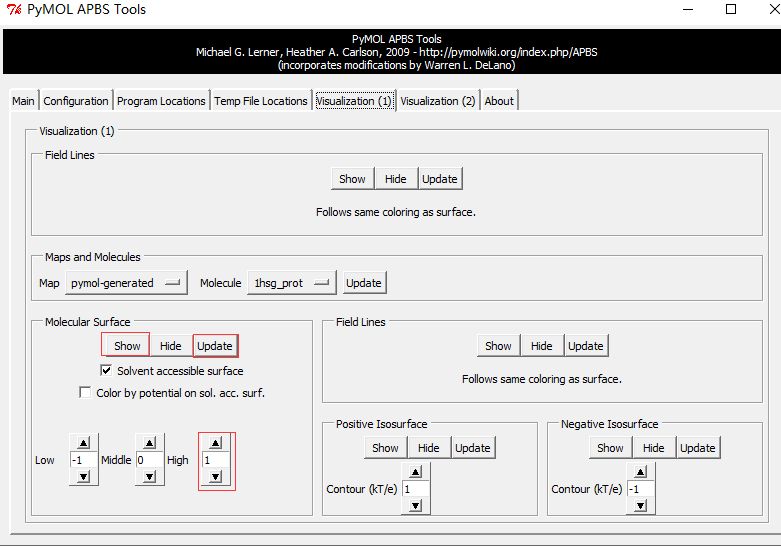 PyMOL APBS Tools
PyMOL APBS Tools
Michael G. Lerner, Heather A. Carlson, 2009 - http://pymolwiki.org/index.php/APBS
(incorporates modifications by Warren L. DeLano)
Main Configuration Program Locations Temp File Locations Visualization (1) Visualization (2) About
Visualization (1)
Field Lines
Show Hide Update
Follows same coloring as surface.
Maps and Molecules
Map pymol-generated Molecule 1hsg_prot Update
Molecular Surface
Show Hide Update
Solvent accessible surface
Color by potential on sol. acc. surf.
Low -1 Middle 0 High 1
Field Lines
Show Hide Update
Follows same coloring as surface.
Positive Isosurface
Show Hide Update
Contour (kT/e) 1
Negative Isosurface
Show Hide Update
Contour (kT/e) -1